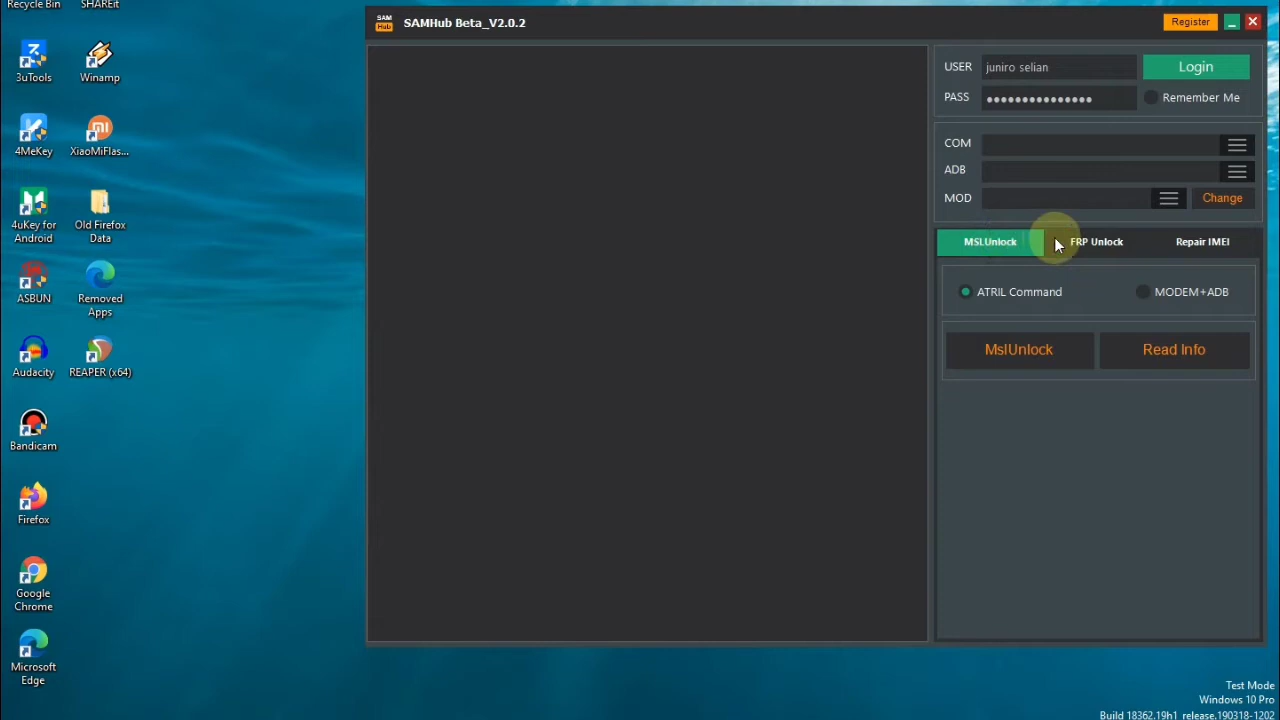 Recycle Bin
SHAREit
3uTools
Winamp
4MeKey
XiaoMiFlas...
4uKey for
Android
Old Firefox
Data
ASBUN
Removed
Apps
Audacity
REAPER (x64)
Bandicam
Firefox
Google
Chrome
Microsoft
Edge
SAM
Hub
SAMHub Beta_V2.0.2
Register
USER
juniro selian
Login
PASS
Remember Me
COM
ADB
MOD
Change
MSLUnlock
FRP Unlock
Repair IMEI
ATRIL Command
MODEM+ADB
MslUnlock
Read Info
Test Mode
Windows 10 Pro
Build 18362.19h1_release.190318-1202